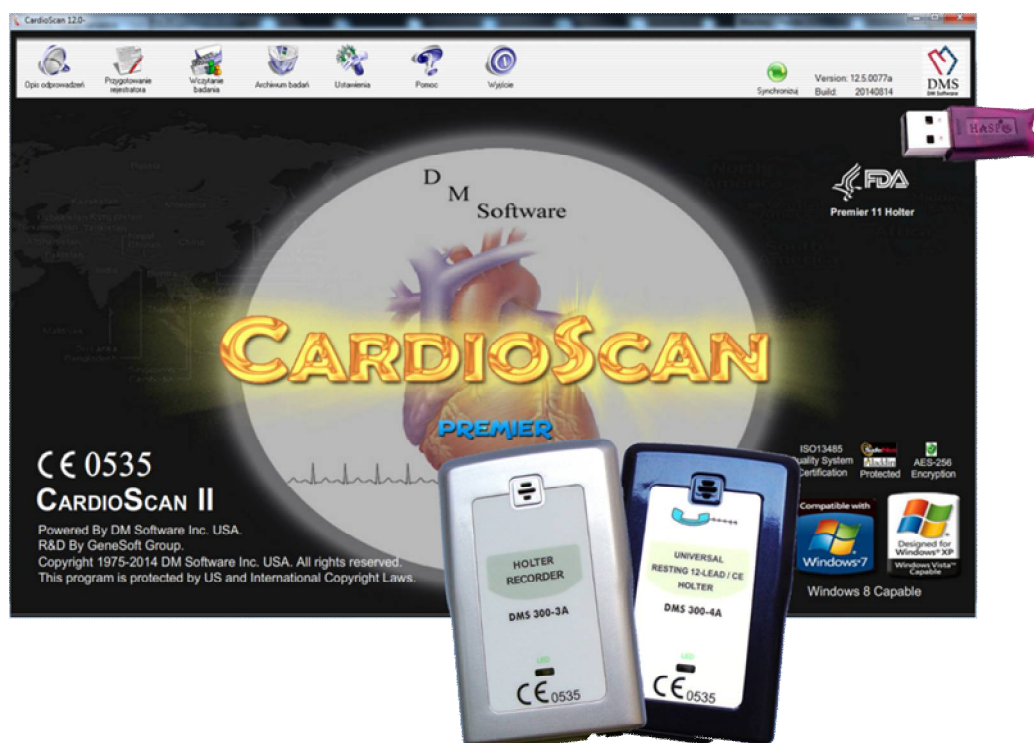 CardioScan 12.0-
Opis odprowadzeń
Przygotowanie
rejestratora
Wczytanie
badania
Archiwum badań
Ustawienia
Pomoc
Wyjście
Synchronizuj
Version: 12.5.0077a
Build: 20140814
DMS
DM Software
HASP
FDA
Premier 11 Holter
D
M
Software
Russia
China
CARDIOSCAN
PREMIER
CE 0535
CARDIOSCAN II
Powered By DM Software Inc. USA.
R&D By GeneSoft Group.
Copyright 1975-2014 DM Software Inc. USA. All rights reserved.
This program is protected by US and International Copyright Laws.
ISO13485
Quality System
Certification
Aladdin
Protected
AES-256
Encryption
Compatible with
Windows 7
Designed for
Windows XP
Windows Vista
Capable
Windows 8 Capable
HOLTER
RECORDER
DMS 300-3A
LED
CE 0535
UNIVERSAL
RESTING 12-LEAD / CE
HOLTER
DMS 300-4A
LED
CE 0535